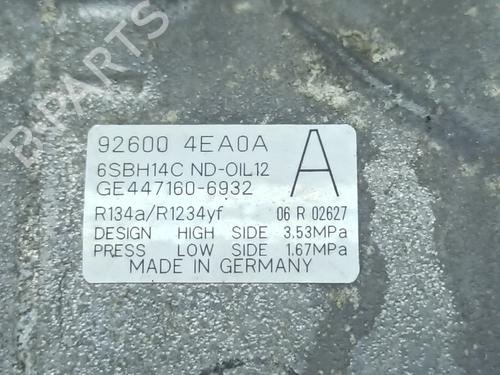 92600 4EA0A
6SBH14C ND-OIL12
GE447160-6932
A
R134a/R1234yf 06 R 02627
DESIGN HIGH SIDE 3.53MPa
PRESS LOW SIDE 1.67MPa
MADE IN GERMANY
B-PARTS